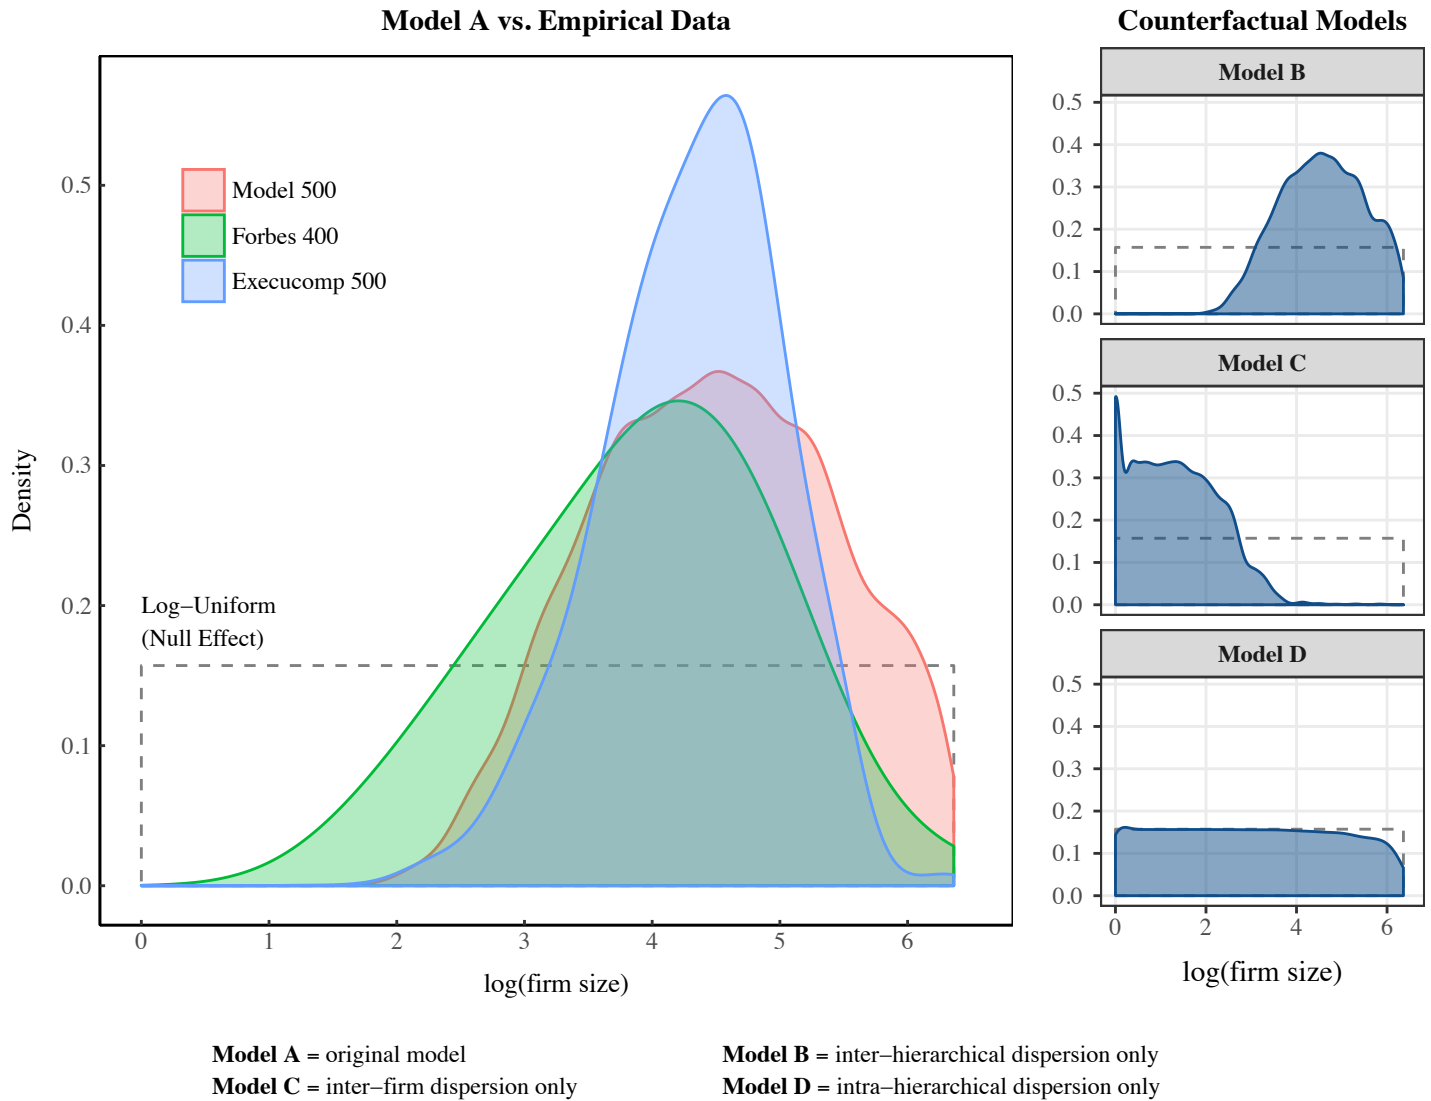 Model A vs. Empirical Data
Density
0.5
0.4
0.3
0.2
0.1
0.0
Model 500
Forbes 400
Execucomp 500
Log−Uniform
(Null Effect)
0 1 2 3 4 5 6
log(firm size)
Counterfactual Models
Model B
0.5
0.4
0.3
0.2
0.1
0.0
Model C
0.5
0.4
0.3
0.2
0.1
0.0
Model D
0.5
0.4
0.3
0.2
0.1
0.0
0 2 4 6
log(firm size)
Model A = original model
Model B = inter−hierarchical dispersion only
Model C = inter−firm dispersion only
Model D = intra−hierarchical dispersion only